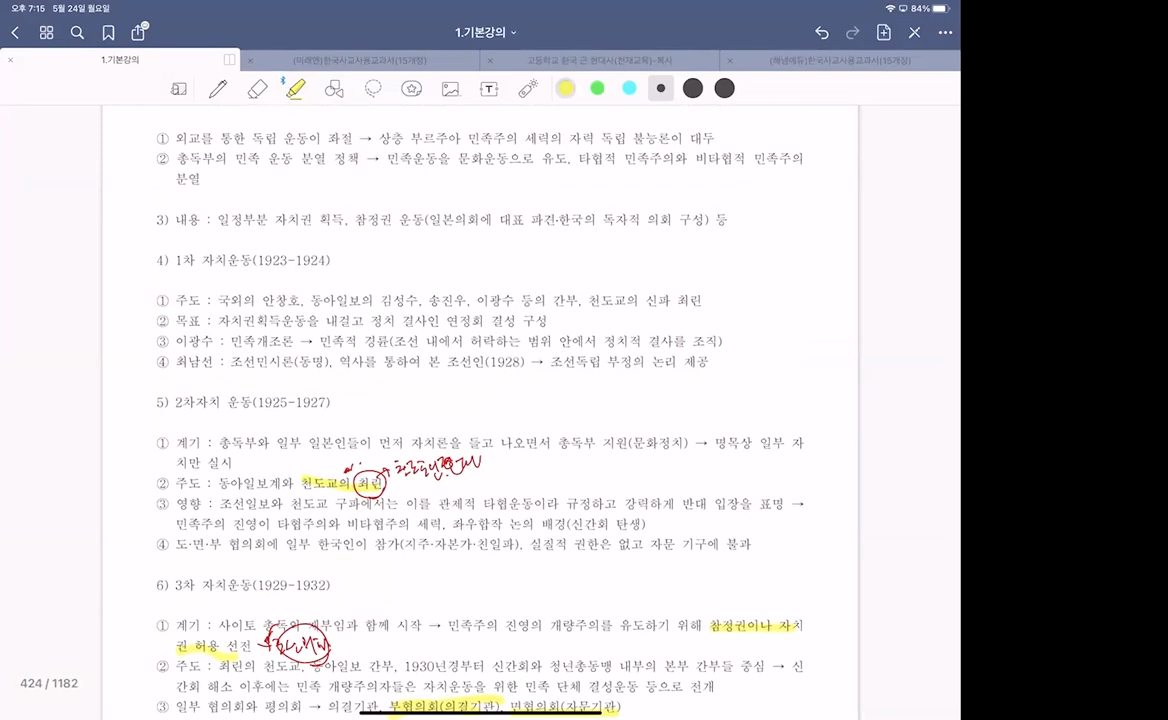 오후 7:15 5월 24일 월요일
84%
1.기본강의
1.기본강의
(미래엔)한국사교사용교과서(15개정)
고등학교 한국 근 현대사(천재교육)-복사
(해냄에듀)한국사교사용교과서(15개정)
① 외교를 통한 독립 운동이 좌절 → 상층 부르주아 민족주의 세력의 자력 독립 불능론이 대두
② 총독부의 민족 운동 분열 정책 → 민족운동을 문화운동으로 유도, 타협적 민족주의와 비타협적 민족주의
분열
3) 내용 : 일정부분 자치권 획득, 참정권 운동(일본의회에 대표 파견·한국의 독자적 의회 구성) 등
4) 1차 자치운동(1923-1924)
① 주도 : 국외의 안창호, 동아일보의 김성수, 송진우, 이광수 등의 간부, 천도교의 신파 최린
② 목표 : 자치권획득운동을 내걸고 정치 결사인 연정회 결성 구성
③ 이광수 : 민족개조론 → 민족적 경륜(조선 내에서 허락하는 범위 안에서 정치적 결사를 조직)
④ 최남선 : 조선민시론(동명), 역사를 통하여 본 조선인(1928) → 조선독립 부정의 논리 제공
5) 2차자치 운동(1925-1927)
① 계기 : 총독부와 일부 일본인들이 먼저 자치론을 들고 나오면서 총독부 지원(문화정치) → 명목상 일부 자
치만 실시
② 주도 : 동아일보계와 천도교의 최린
③ 영향 : 조선일보와 천도교 구파에서는 이를 관제적 타협운동이라 규정하고 강력하게 반대 입장을 표명 →
민족주의 진영이 타협주의와 비타협주의 세력, 좌우합작 논의 배경(신간회 탄생)
④ 도·면·부 협의회에 일부 한국인이 참가(지주·자본가·친일파), 실질적 권한은 없고 자문 기구에 불과
6) 3차 자치운동(1929-1932)
① 계기 : 사이토 총독의 재부임과 함께 시작 → 민족주의 진영의 개량주의를 유도하기 위해 참정권이나 자치
권 허용 선전
② 주도 : 최린의 천도교, 동아일보 간부, 1930년경부터 신간회와 청년총동맹 내부의 본부 간부들 중심 → 신
간회 해소 이후에는 민족 개량주의자들은 자치운동을 위한 민족 단체 결성운동 등으로 전개
③ 일부 협의회와 평의회 → 의결기관, 부협의회(의결기관), 면협의회(자문기관)
424 / 1182